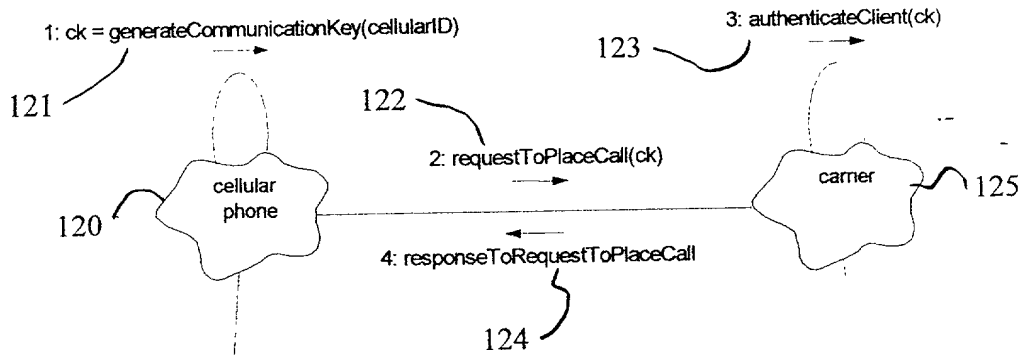 1: ck = generateCommunicationKey(cellularID)
3: authenticateClient(ck)
121
123
122
2: requestToPlaceCall(ck)
cellular
phone
carrier
120
125
4: responseToRequestToPlaceCall
124